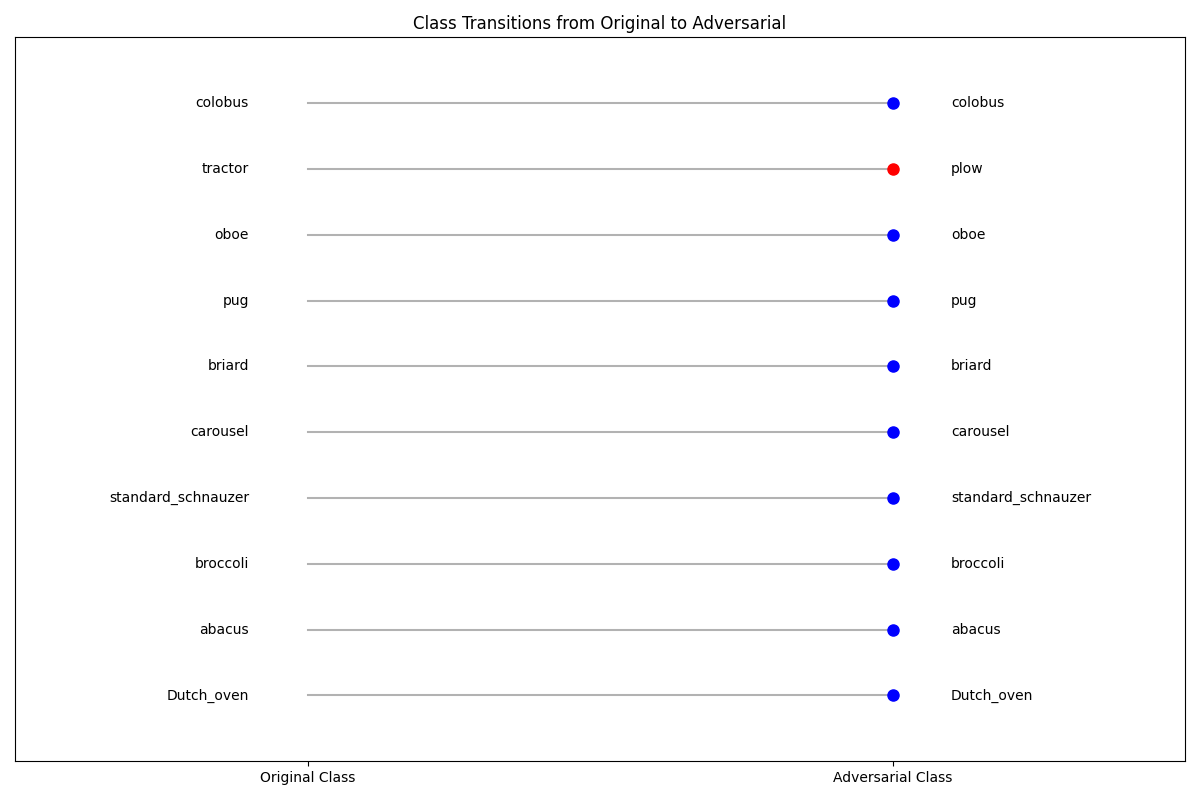 Class Transitions from Original to Adversarial
colobus colobus
tractor plow
oboe oboe
pug pug
briard briard
carousel carousel
standard_schnauzer standard_schnauzer
broccoli broccoli
abacus abacus
Dutch_oven Dutch_oven
Original Class Adversarial Class